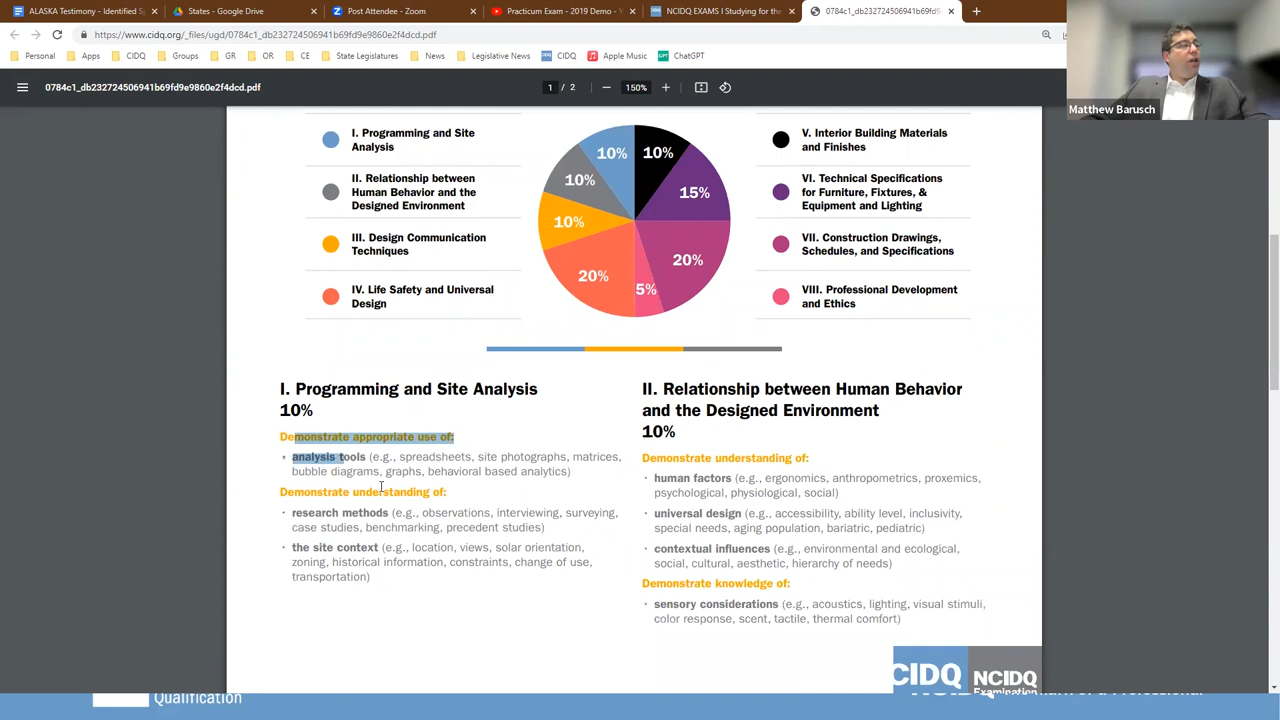 ALASKA Testimony - Identified S
States - Google Drive
Post Attendee - Zoom
Practicum Exam - 2019 Demo - Y
NCIDQ EXAMS I Studying for the
0784c1_db232724506941b69fd9
https://www.cidq.org/_files/ugd/0784c1_db232724506941b69fd9e9860e2f4dcd.pdf
Personal
Apps
CIDQ
Groups
GR
OR
CE
State Legislatures
News
Legislative News
CIDQ
Apple Music
ChatGPT
Matthew Barusch
0784c1_db232724506941b69fd9e9860e2f4dcd.pdf
1 / 2
150%
I. Programming and Site
Analysis
II. Relationship between
Human Behavior and the
Designed Environment
III. Design Communication
Techniques
IV. Life Safety and Universal
Design
10%
10%
10%
15%
10%
20%
20%
5%
V. Interior Building Materials
and Finishes
VI. Technical Specifications
for Furniture, Fixtures, &
Equipment and Lighting
VII. Construction Drawings,
Schedules, and Specifications
VIII. Professional Development
and Ethics
I. Programming and Site Analysis
10%
Demonstrate appropriate use of:
· analysis tools (e.g., spreadsheets, site photographs, matrices,
bubble diagrams, graphs, behavioral based analytics)
Demonstrate understanding of:
· research methods (e.g., observations, interviewing, surveying,
case studies, benchmarking, precedent studies)
· the site context (e.g., location, views, solar orientation,
zoning, historical information, constraints, change of use,
transportation)
II. Relationship between Human Behavior
and the Designed Environment
10%
Demonstrate understanding of:
· human factors (e.g., ergonomics, anthropometrics, proxemics,
psychological, physiological, social)
· universal design (e.g., accessibility, ability level, inclusivity,
special needs, aging population, bariatric, pediatric)
· contextual influences (e.g., environmental and ecological,
social, cultural, aesthetic, hierarchy of needs)
Demonstrate knowledge of:
· sensory considerations (e.g., acoustics, lighting, visual stimuli,
color response, scent, tactile, thermal comfort)
CIDQ
NCIDQ
Examination
Qualification